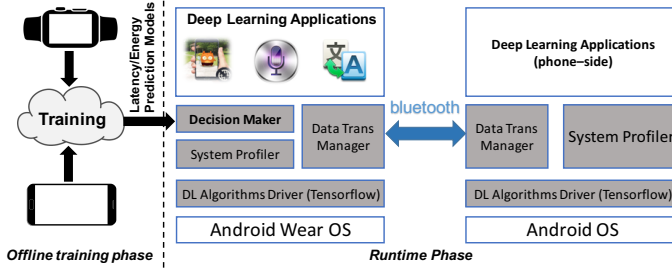 Training
Offline training phase
Latency/Energy
Prediction Models
Deep Learning Applications
文
A
Decision Maker
System Profiler
Data Trans
Manager
DL Algorithms Driver (Tensorflow)
Android Wear OS
bluetooth
Deep Learning Applications
(phone–side)
Data Trans
Manager
System Profiler
DL Algorithms Driver (Tensorflow)
Android OS
Runtime Phase